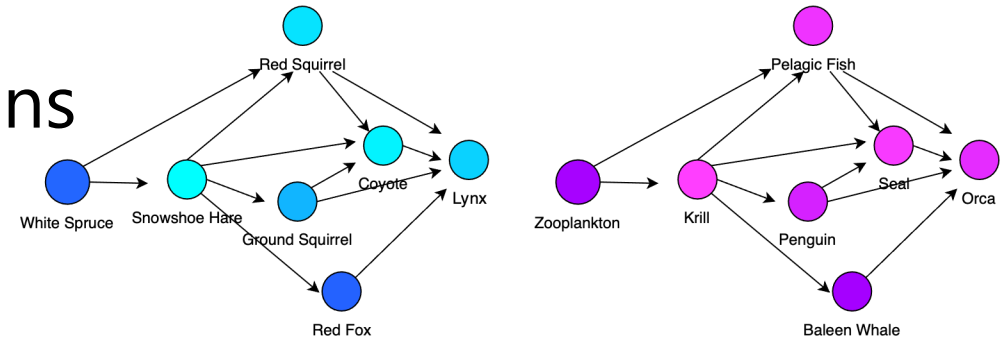 ns
Red Squirrel
White Spruce
Snowshoe Hare
Ground Squirrel
Coyote
Lynx
Red Fox
Pelagic Fish
Zooplankton
Krill
Penguin
Seal
Orca
Baleen Whale